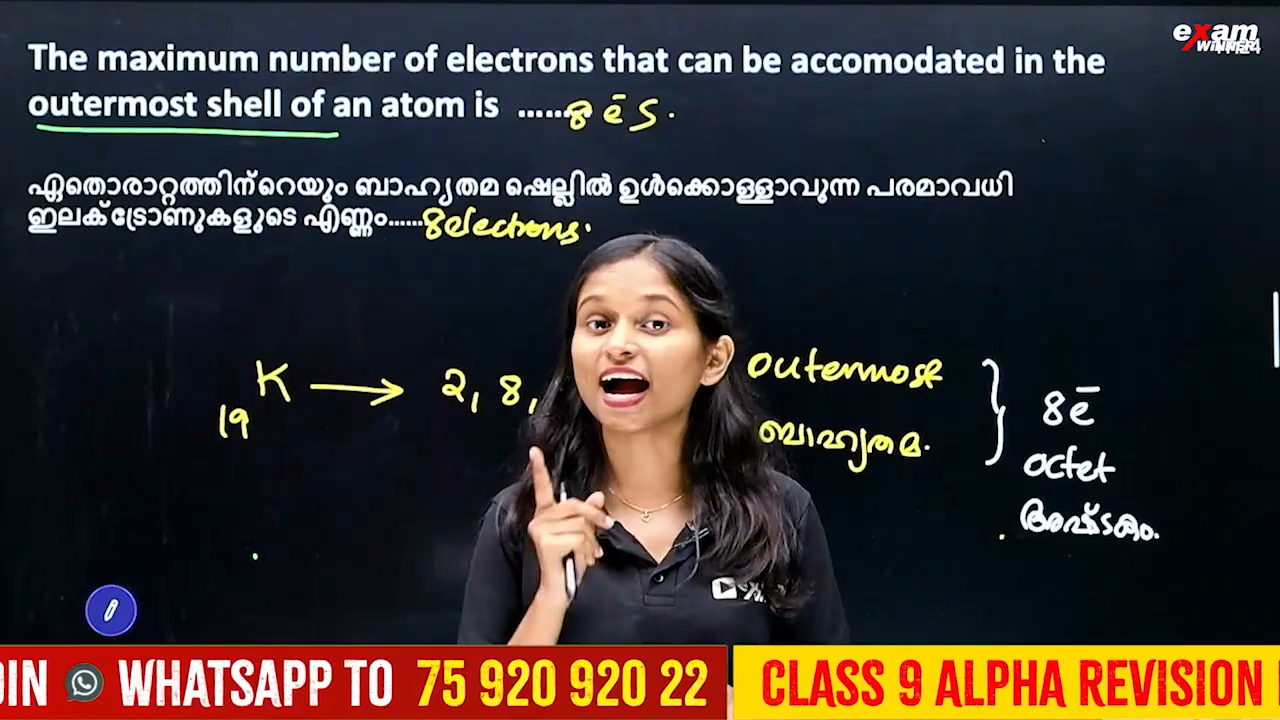 exam
WINNER
The maximum number of electrons that can be accomodated in the
outermost shell of an atom is ......8 ēs.
ഏതൊരാറ്റത്തിന്റെയും ബാഹ്യതമ ഷെല്ലിൽ ഉൾക്കൊള്ളാവുന്ന പരമാവധി
ഇലക്ട്രോണുകളുടെ എണ്ണം......8electrons.
19 K → 2, 8,
outermost
ബാഹ്യതമ.
8ē
octet
അഷ്ടകം.
WHATSAPP TO 75 920 920 22
CLASS 9 ALPHA REVISION